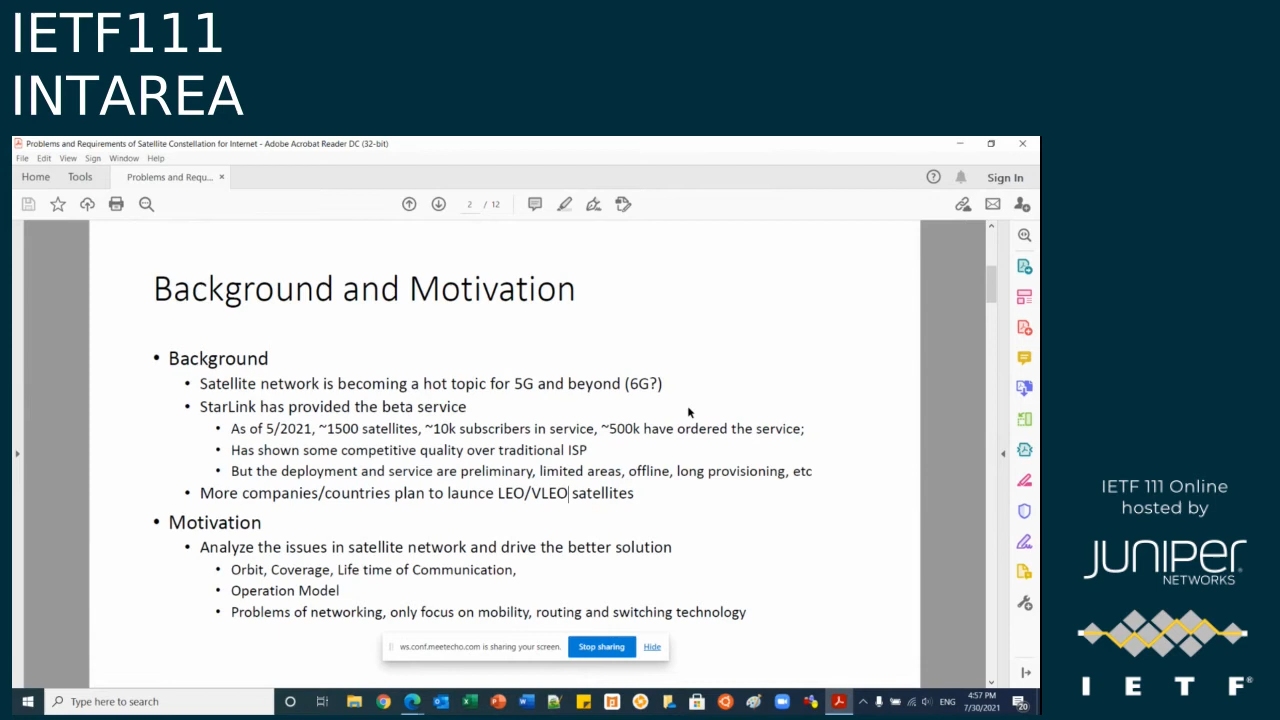 IETF111
INTAREA
Problems and Requirements of Satellite Constellation for Internet - Adobe Acrobat Reader DC (32-bit)
File Edit View Sign Window Help
Home Tools Problems and Requ... × Sign In
2 / 12
Background and Motivation
• Background
• Satellite network is becoming a hot topic for 5G and beyond (6G?)
• StarLink has provided the beta service
• As of 5/2021, ~1500 satellites, ~10k subscribers in service, ~500k have ordered the service;
• Has shown some competitive quality over traditional ISP
• But the deployment and service are preliminary, limited areas, offline, long provisioning, etc
• More companies/countries plan to launce LEO/VLEO satellites
• Motivation
• Analyze the issues in satellite network and drive the better solution
• Orbit, Coverage, Life time of Communication,
• Operation Model
• Problems of networking, only focus on mobility, routing and switching technology
ws.conf.meetecho.com is sharing your screen. Stop sharing Hide
Type here to search
ENG
4:57 PM
7/30/2021
20
IETF 111 Online
hosted by
JUNIPER
NETWORKS
I E T F®